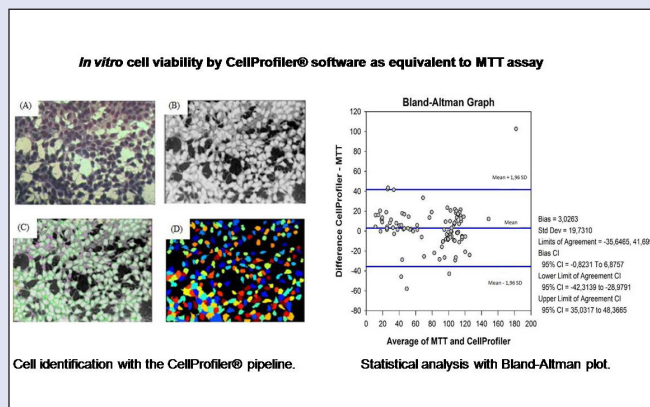 In vitro cell viability by CellProfiler® software as equivalent to MTT assay
(A)
(B)
(C)
(D)
Cell identification with the CellProfiler® pipeline.
Bland-Altman Graph
Difference CellProfiler - MTT
120
100
80
60
40
20
0
-20
-40
-60
-80
Mean + 1,96 SD
Mean
Mean - 1,96 SD
0 20 40 60 80 100 120 140 160 180 200
Average of MTT and CellProfiler
Bias = 3,0263
Std Dev = 19,7310
Limits of Agreement = -35,6465, 41,699
Bias CI
95% CI = -0,8231 To 6,8757
Lower Limit of Agreement CI
95% CI = -42,3139 to -28,9791
Upper Limit of Agreement CI
95% CI = 35,0317 to 48,3665
Statistical analysis with Bland-Altman plot.